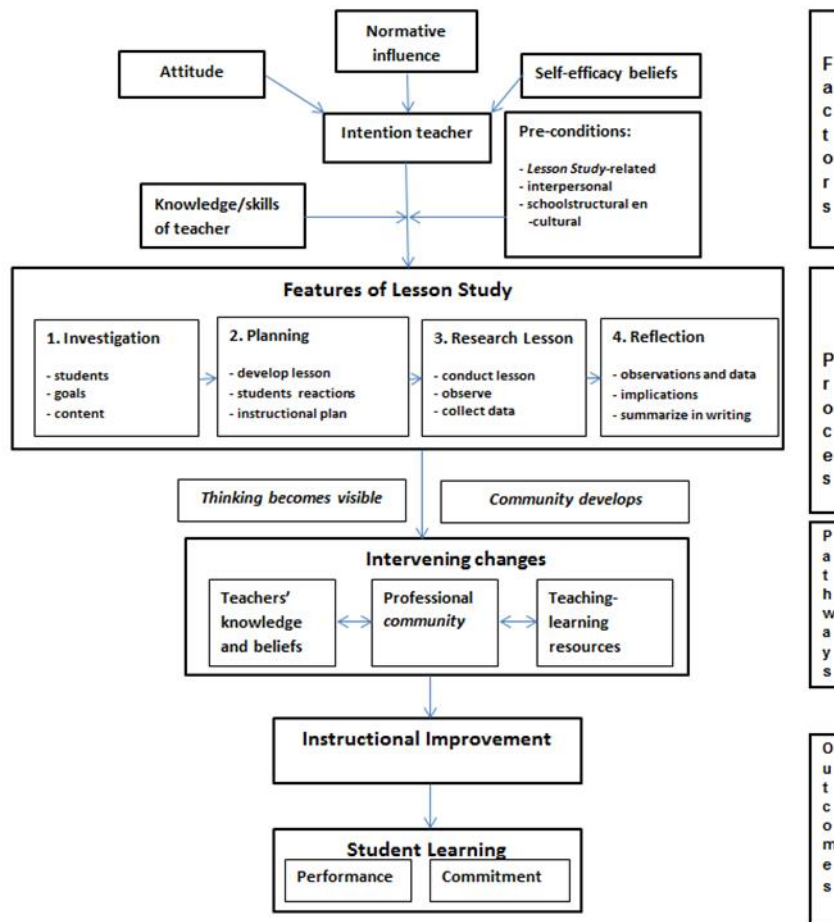 Normative
influence
Attitude
Self-efficacy beliefs
Intention teacher
Pre-conditions:
- Lesson Study-related
- interpersonal
- schoolstructural en
-cultural
Knowledge/skills
of teacher
Factors
Features of Lesson Study
1. Investigation
- students
- goals
- content
2. Planning
- develop lesson
- students reactions
- instructional plan
3. Research Lesson
- conduct lesson
- observe
- collect data
4. Reflection
- observations and data
- implications
- summarize in writing
Proces
Thinking becomes visible
Community develops
Intervening changes
Teachers'
knowledge
and beliefs
Professional
community
Teaching-
learning
resources
Pathways
Instructional Improvement
Student Learning
Performance
Commitment
Outcomes